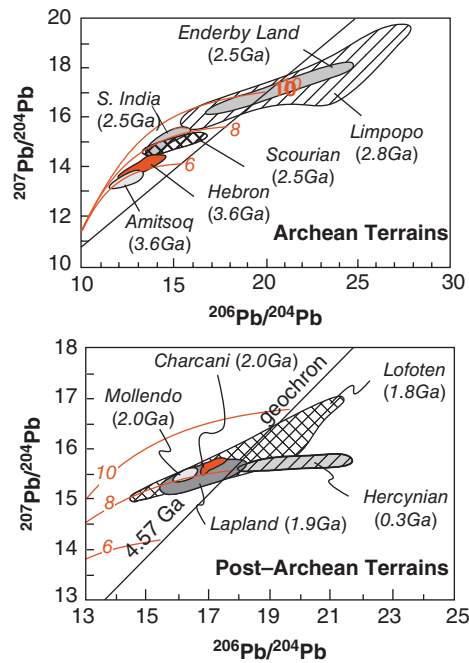 20
Enderby Land
(2.5Ga)
18
S. India
(2.5Ga)
10
10
16
8
Limpopo
(2.8Ga)
Scourian
(2.5Ga)
6
14
Hebron
(3.6Ga)
Amitsoq
(3.6Ga)
12
Archean Terrains
10
10 15 20 25 30
207Pb/204Pb
206Pb/204Pb
18
Charcani (2.0Ga)
Mollendo
(2.0Ga)
geochron
Lofoten
(1.8Ga)
17
10
16
8
15
4.57 Ga
Lapland (1.9Ga)
Hercynian
(0.3Ga)
6
14
Post–Archean Terrains
13
13 15 17 19 21 23 25
207Pb/204Pb
206Pb/204Pb